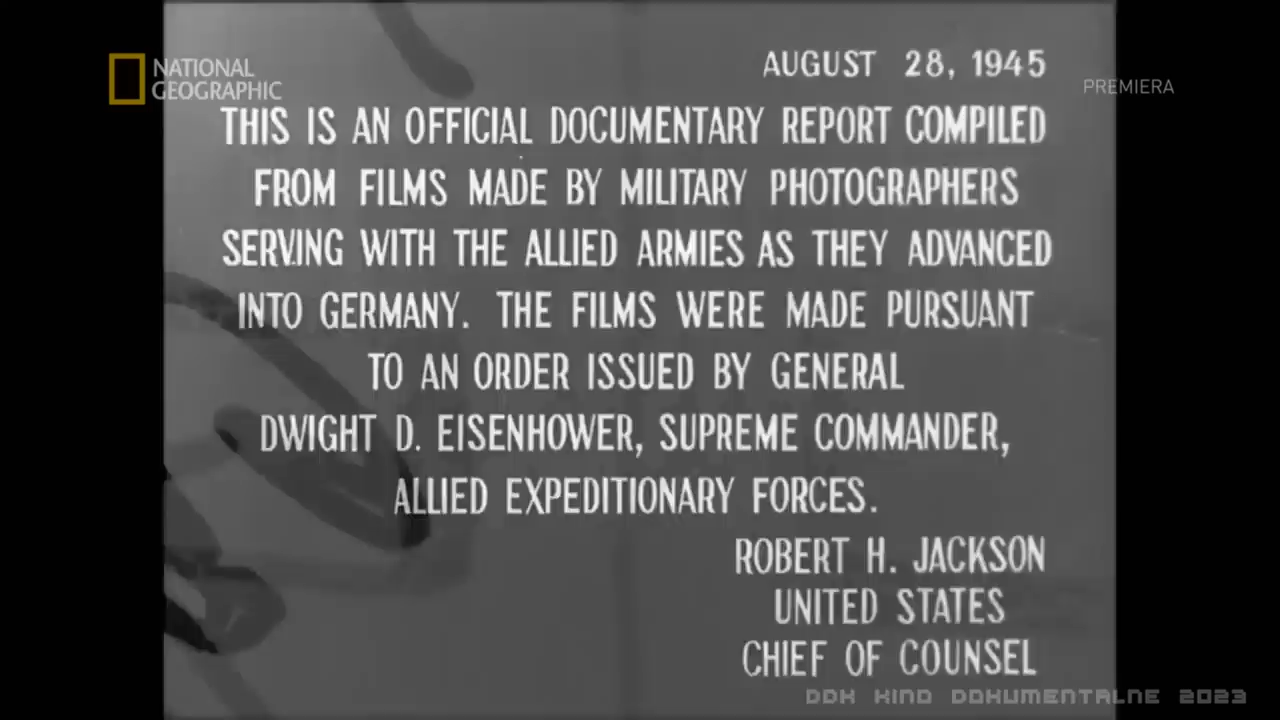 NATIONAL
GEOGRAPHIC
PREMIERA
AUGUST 28, 1945
THIS IS AN OFFICIAL DOCUMENTARY REPORT COMPILED
FROM FILMS MADE BY MILITARY PHOTOGRAPHERS
SERVING WITH THE ALLIED ARMIES AS THEY ADVANCED
INTO GERMANY. THE FILMS WERE MADE PURSUANT
TO AN ORDER ISSUED BY GENERAL
DWIGHT D. EISENHOWER, SUPREME COMMANDER,
ALLIED EXPEDITIONARY FORCES.
ROBERT H. JACKSON
UNITED STATES
CHIEF OF COUNSEL
DDK KINO DOKUMENTALNE 2023